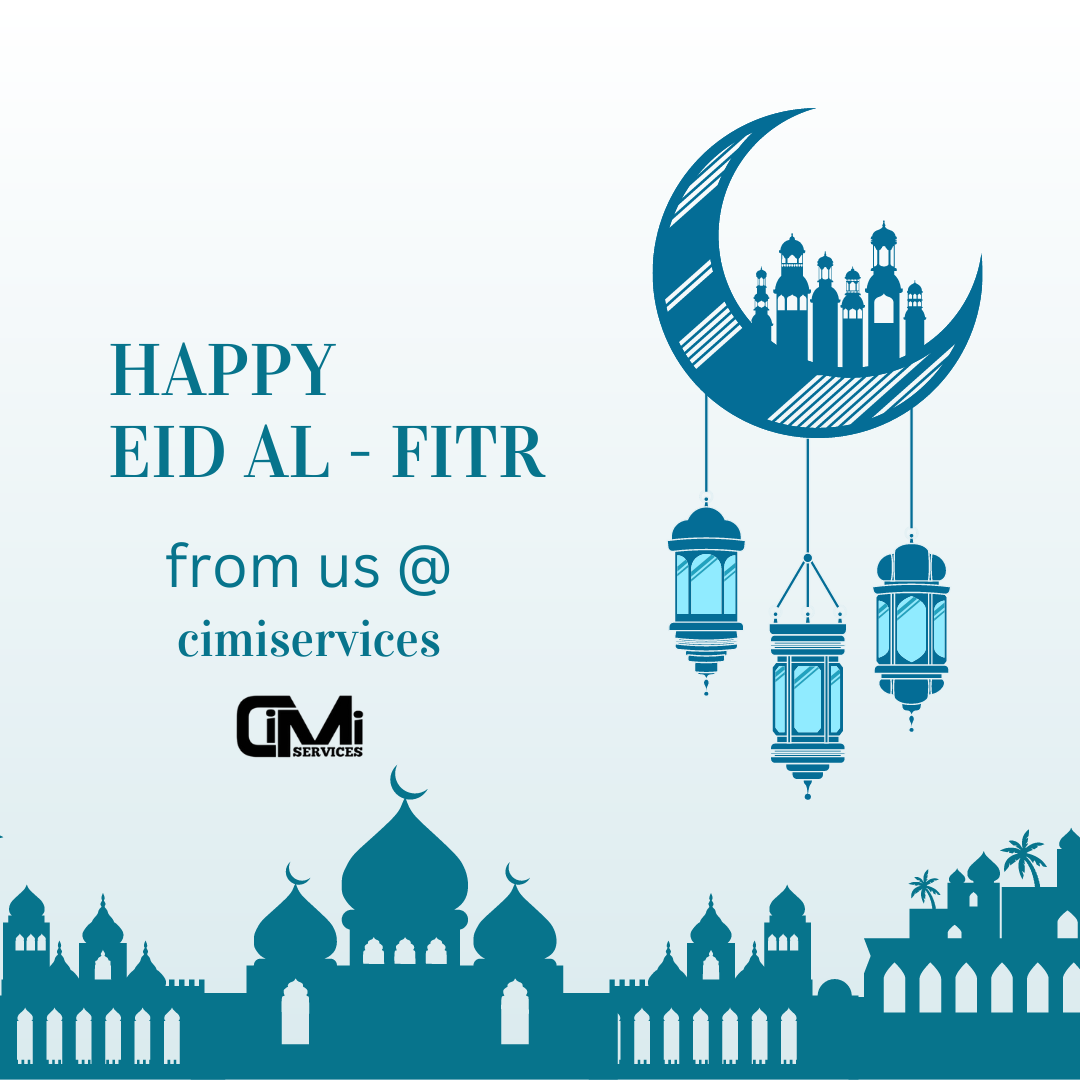 HAPPY
EID AL - FITR
from us @
cimiservices
CiMi
SERVICES